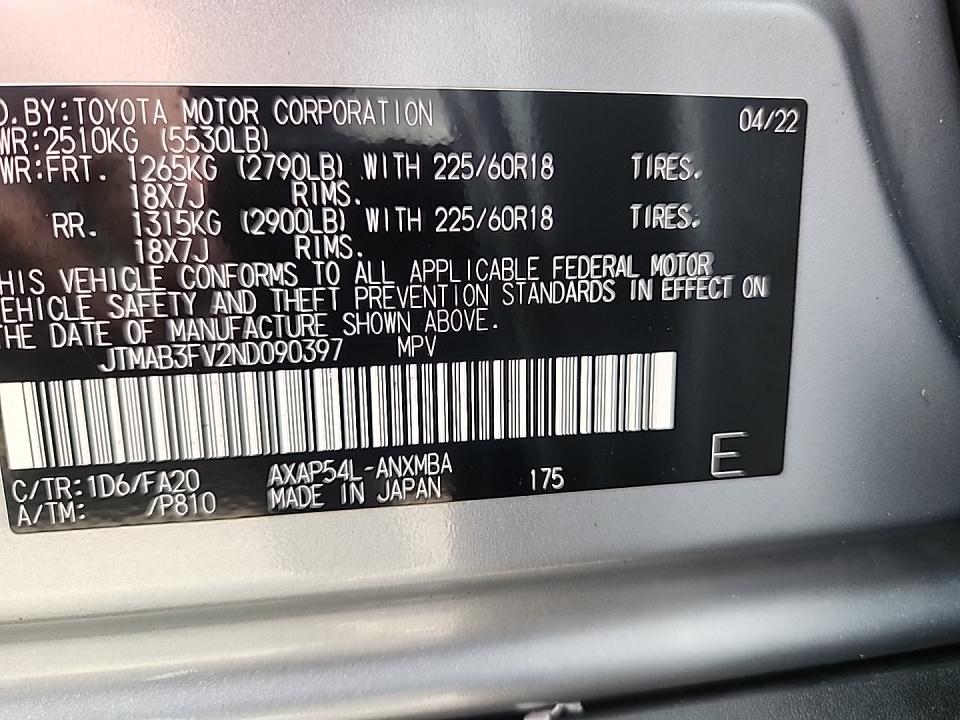 D. BY:TOYOTA MOTOR CORPORATION 04/22
WR:2510KG (5530LB)
WR:FRT. 1265KG (2790LB) WITH 225/60R18 TIRES.
18X7J RIMS.
RR. 1315KG (2900LB) WITH 225/60R18 TIRES.
18X7J RIMS.
HIS VEHICLE CONFORMS TO ALL APPLICABLE FEDERAL MOTOR
EHICLE SAFETY AND THEFT PREVENTION STANDARDS IN EFFECT ON
THE DATE OF MANUFACTURE SHOWN ABOVE.
JTMAB3FV2ND090397 MPV
C/TR:1D6/FA20 AXAP54L-ANXMBA 175 E
A/TM: /P810 MADE IN JAPAN